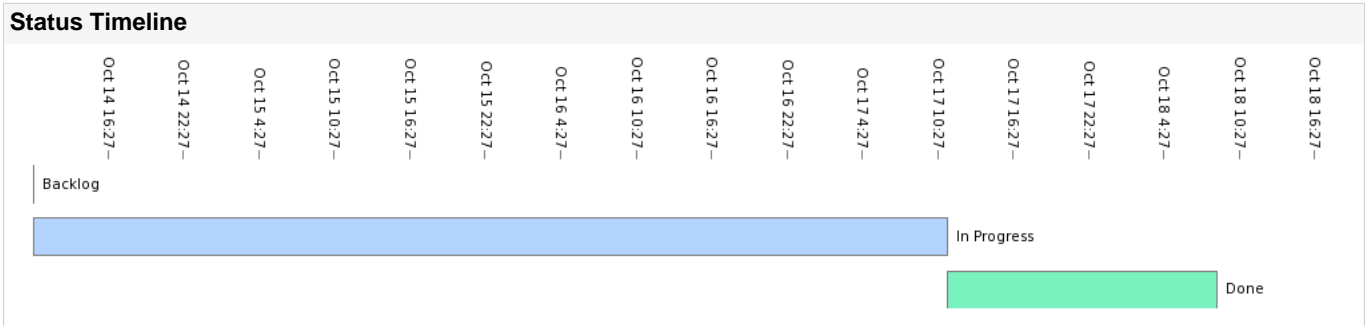 Status Timeline
Oct 14 16:27
Oct 14 22:27
Oct 15 4:27
Oct 15 10:27
Oct 15 16:27
Oct 15 22:27
Oct 16 4:27
Oct 16 10:27
Oct 16 16:27
Oct 16 22:27
Oct 17 4:27
Oct 17 10:27
Oct 17 16:27
Oct 17 22:27
Oct 18 4:27
Oct 18 10:27
Oct 18 16:27
Backlog
In Progress
Done